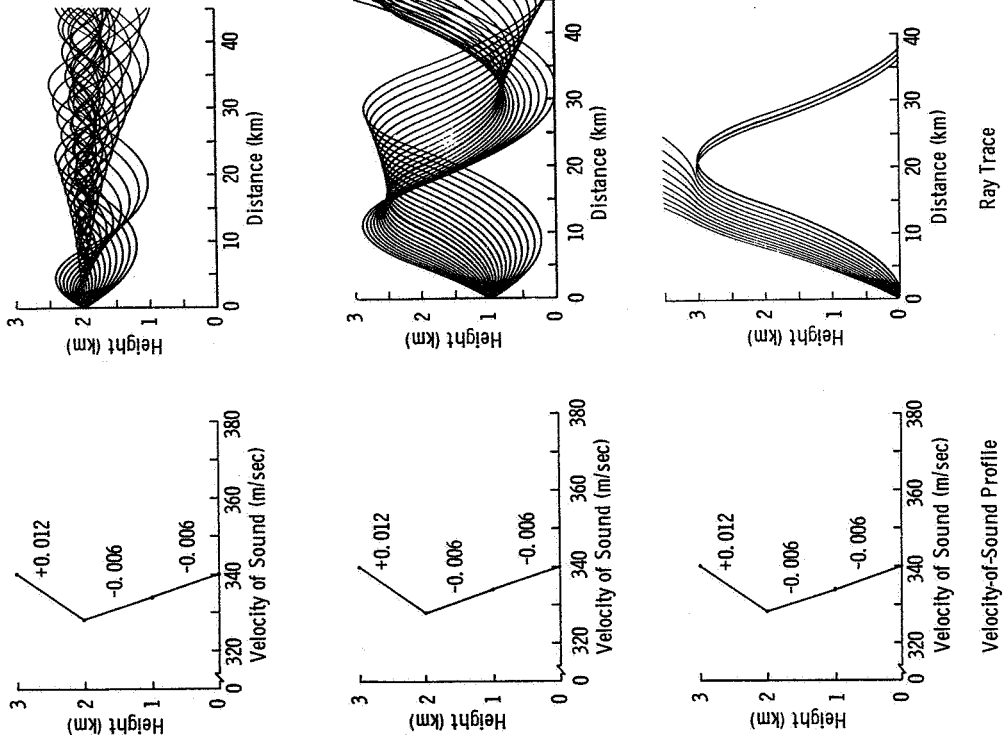 3
2
1
0
Height (km)
+0.012
-0.006
-0.006
0 320 340 360 380
Velocity of Sound (m/sec)
3
2
1
0
Height (km)
0 10 20 30 40
Distance (km)
3
2
1
0
Height (km)
+0.012
-0.006
-0.006
0 320 340 360 380
Velocity of Sound (m/sec)
3
2
1
0
Height (km)
0 10 20 30 40
Distance (km)
3
2
1
0
Height (km)
+0.012
-0.006
-0.006
0 320 340 360 380
Velocity of Sound (m/sec)
3
2
1
0
Height (km)
0 10 20 30 40
Distance (km)
Velocity-of-Sound Profile
Ray Trace